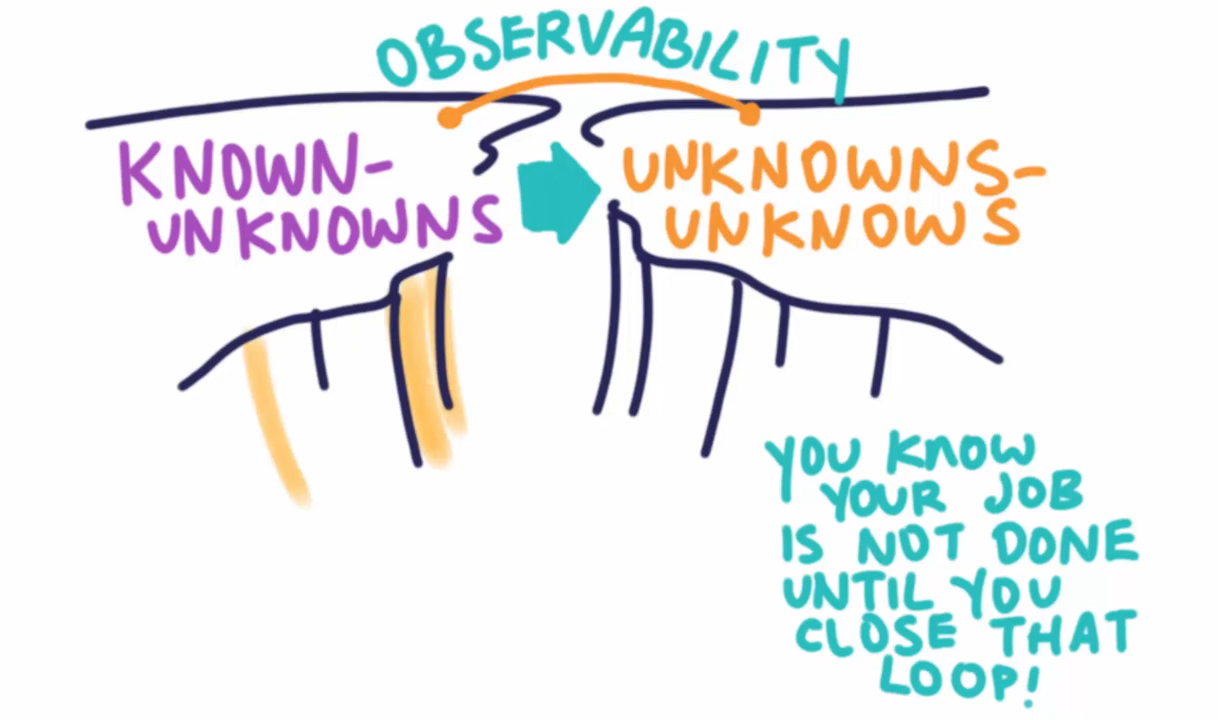 OBSERVABILITY
KNOWN-
UNKNOWNS
UNKNOWNS-
UNKNOWS
YOU KNOW
YOUR JOB
IS NOT DONE
UNTIL YOU
CLOSE THAT
LOOP!